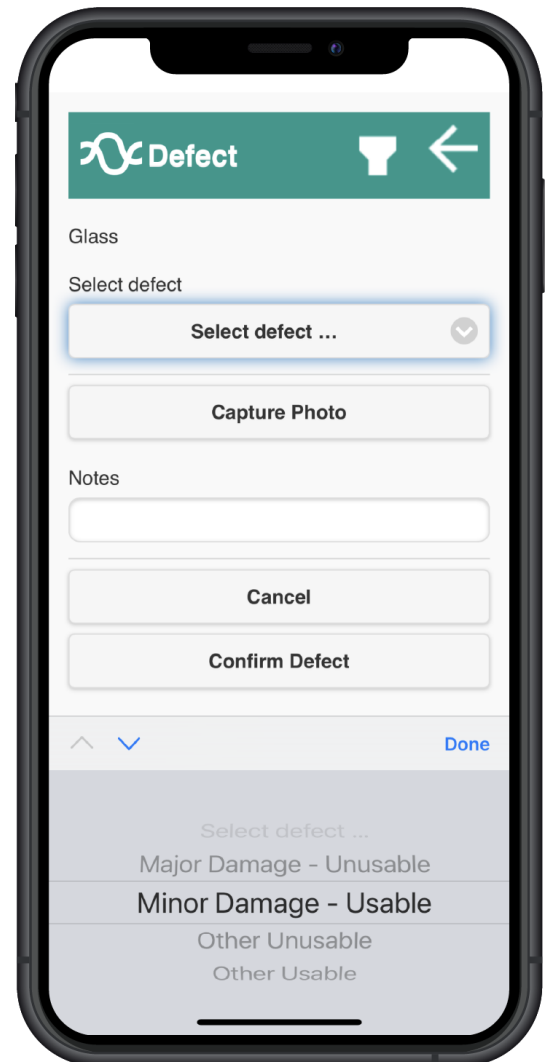 Defect
Glass
Select defect
Select defect ...
Capture Photo
Notes
Cancel
Confirm Defect
Done
Select defect ...
Major Damage - Unusable
Minor Damage - Usable
Other Unusable
Other Usable